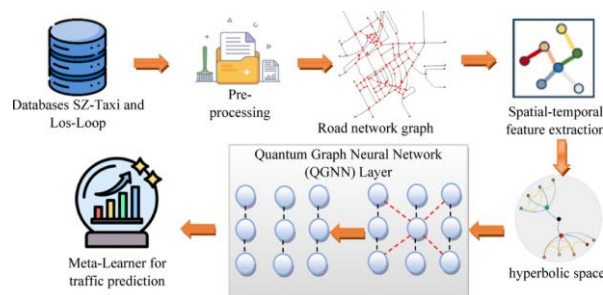 Databases SZ-Taxi and
Los-Loop
Pre-
processing
Road network graph
Spatial-temporal
feature extraction
hyperbolic space
Quantum Graph Neural Network
(QGNN) Layer
Meta-Learner for
traffic prediction